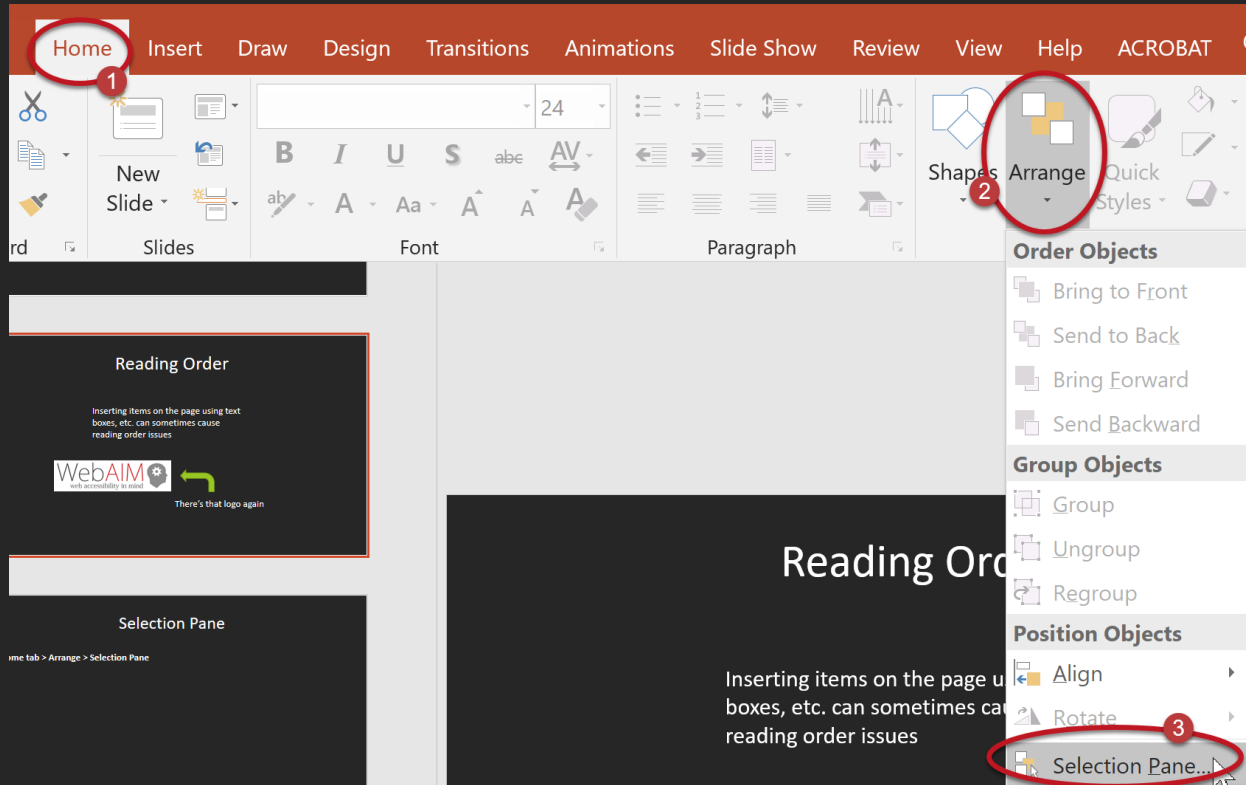 Home Insert Draw Design Transitions Animations Slide Show Review View Help ACROBAT
1
24
New
Slide
B I U S abc AV
ab A Aa A A A
1
2
3
A
Shapes Arrange Quick
Styles
2
rd Slides Font Paragraph
Order Objects
Bring to Front
Send to Back
Bring Forward
Send Backward
Group Objects
Group
Ungroup
Regroup
Position Objects
Align
Rotate
3
Selection Pane...
Reading Order
Inserting items on the page using text
boxes, etc. can sometimes cause
reading order issues
WebAIM
web accessibility in mind
There's that logo again
Selection Pane
ome tab > Arrange > Selection Pane
Reading Ord
Inserting items on the page u
boxes, etc. can sometimes cau
reading order issues